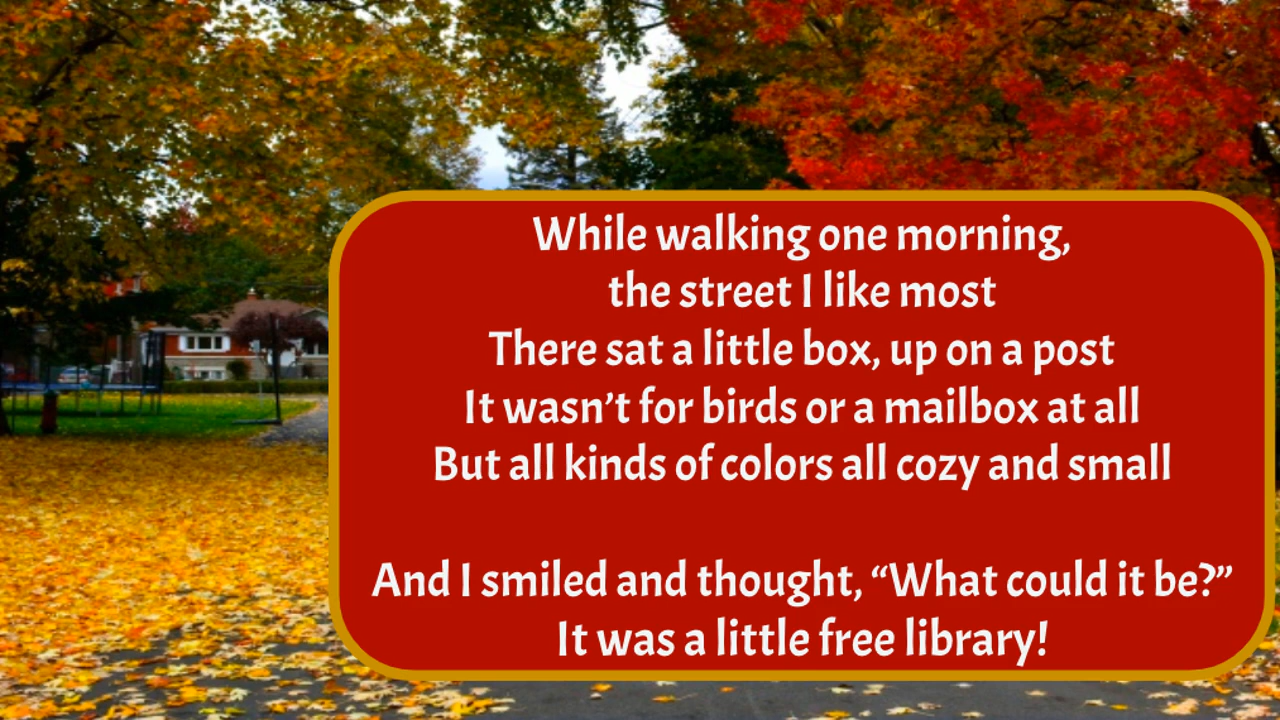 While walking one morning,
the street I like most
There sat a little box, up on a post
It wasn’t for birds or a mailbox at all
But all kinds of colors all cozy and small
And I smiled and thought, “What could it be?”
It was a little free library!